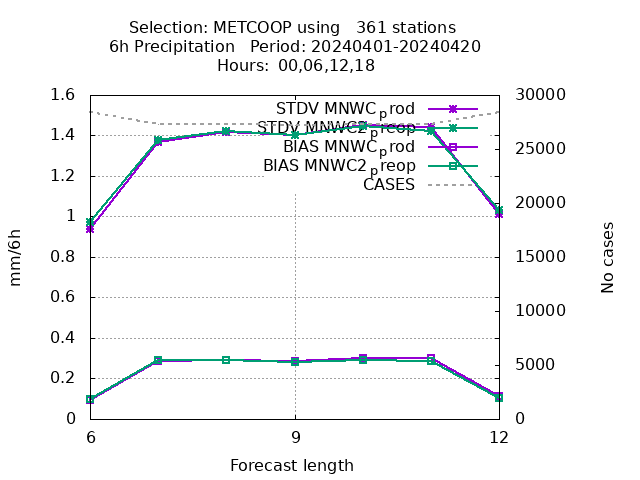 Selection: METCOOP using   361 stations
6h Precipitation   Period: 20240401-20240420
Hours:  00,06,12,18
STDV MNWC_prod
STDV MNWC2_preop
BIAS MNWC_prod
BIAS MNWC2_preop
CASES
1.6
1.4
1.2
1
0.8
0.6
0.4
0.2
0
30000
25000
20000
15000
10000
5000
0
mm/6h
No cases
6
9
12
Forecast length